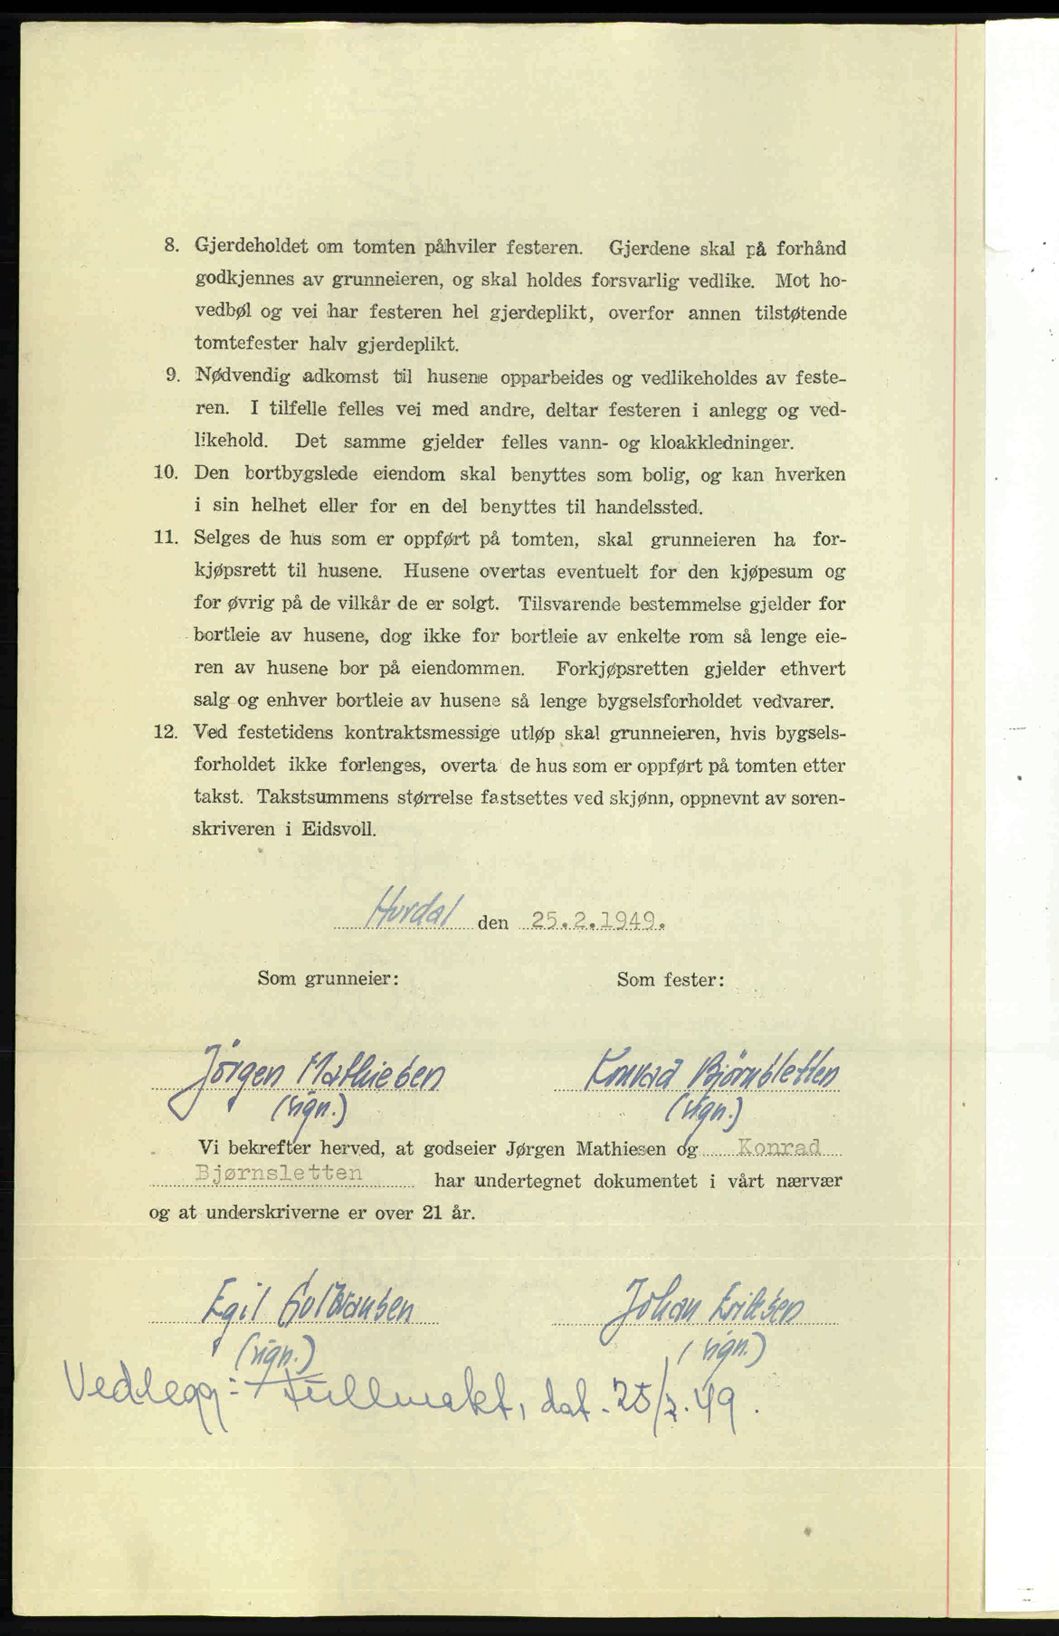 8. Gjerdeholdet om tomten påhviler festeren. Gjerdene skal på forhånd
godkjennes av grunneieren, og skal holdes forsvarlig vedlike. Mot ho-
vedbøl og vei har festeren hel gjerdeplikt, overfor annen tilstøtende
tomtefester halv gjerdeplikt.
9. Nødvendig adkomst til husene opparbeides og vedlikeholdes av feste-
ren. I tilfelle felles vei med andre, deltar festeren i anlegg og ved-
likehold. Det samme gjelder felles vann- og kloakkledninger.
10. Den bortbygslede eiendom skal benyttes som bolig, og kan hverken
i sin helhet eller for en del benyttes til handelssted.
11. Selges de hus som er oppført på tomten, skal grunneieren ha for-
kjøpsrett til husene. Husene overtas eventuelt for den kjøpesum og
for øvrig på de vilkår de er solgt. Tilsvarende bestemmelse gjelder for
bortleie av husene, dog ikke for bortleie av enkelte rom så lenge eie-
ren av husene bor på eiendommen. Forkjøpsretten gjelder ethvert
salg og enhver bortleie av husene så lenge bygselsforholdet vedvarer.
12. Ved festetidens kontraktsmessige utløp skal grunneieren, hvis bygsels-
forholdet ikke forlenges, overta de hus som er oppført på tomten etter
takst. Takstsummens størrelse fastsettes ved skjønn, oppnevnt av soren-
skriveren i Eidsvoll.
Hurdal den 25.2.1949.
Som grunneier: Som fester:
Jørgen Mathiesen Konrad Bjørnsletten
(sign.) (sign.)
Vi bekrefter herved, at godseier Jørgen Mathiesen og Konrad
Bjørnsletten har undertegnet dokumentet i vårt nærvær
og at underskriverne er over 21 år.
Egil Johan Eriksen
(sign.) (sign.)
Vedlegg: Fullmakt, dat. 25/2.49.